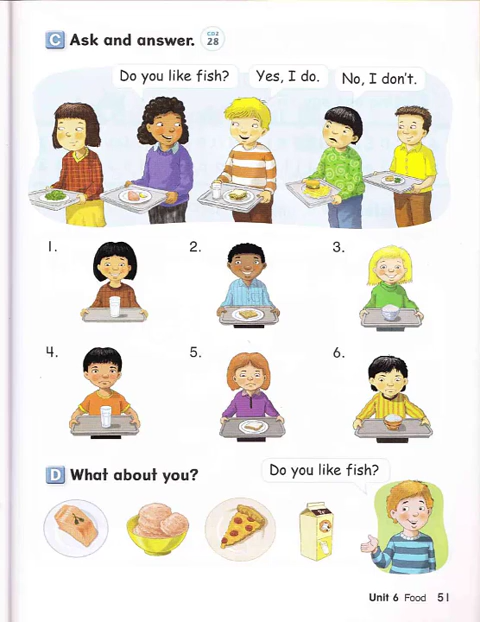 C Ask and answer. CD2 28
Do you like fish? Yes, I do. No, I don't.
1. 2. 3.
4. 5. 6.
D What about you? Do you like fish?
Unit 6 Food 51